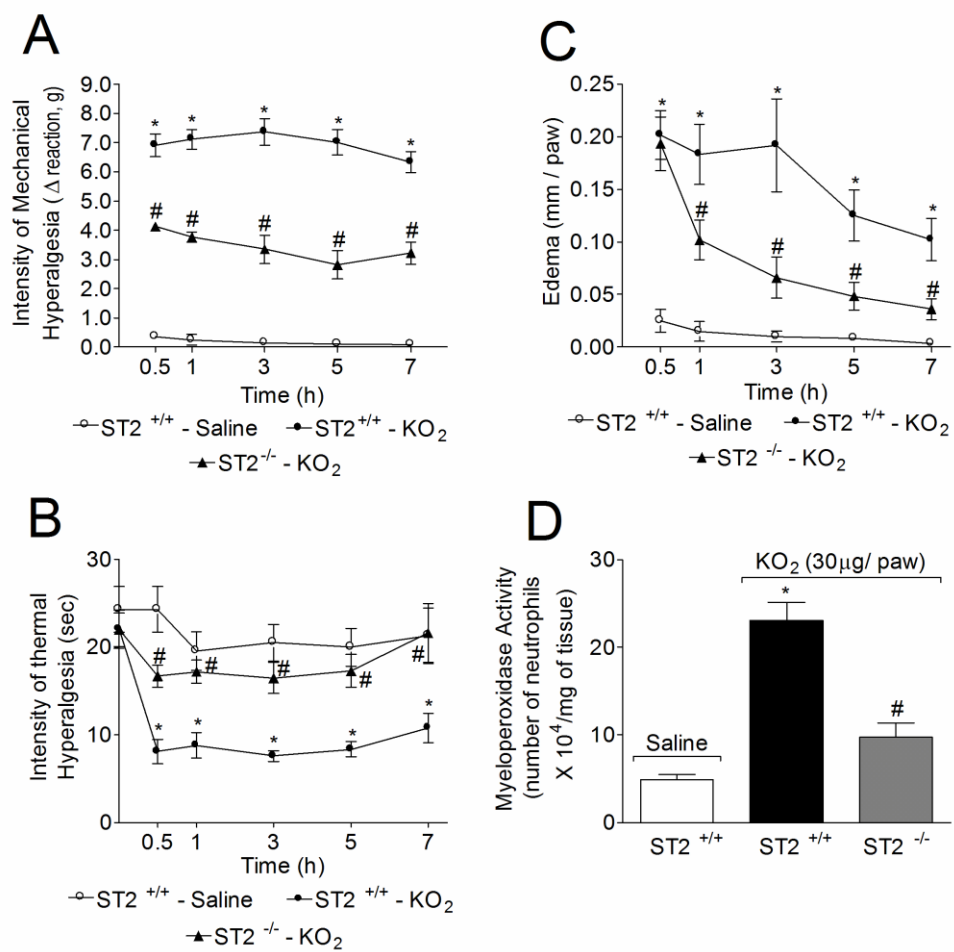 A
Intensity of Mechanical
Hyperalgesia ( Δ reaction, g)
9.0
8.0
7.0
6.0
5.0
4.0
3.0
2.0
1.0
0.0
* * * * *
# # # # #
0.5 1 3 5 7
Time (h)
ST2 +/+ - Saline ST2 +/+ - KO2
ST2 -/- - KO2
C
Edema (mm / paw)
0.25
0.20
0.15
0.10
0.05
0.00
* * * * *
# # # #
0.5 1 3 5 7
Time (h)
ST2 +/+ - Saline ST2 +/+ - KO2
ST2 -/- - KO2
B
Intensity of thermal
Hyperalgesia (sec)
30
20
10
0
# # # # #
* * * * *
0.5 1 3 5 7
Time (h)
ST2 +/+ - Saline ST2 +/+ - KO2
ST2 -/- - KO2
D
Myeloperoxidase Activity
(number of neutrophils
X 10⁴/mg of tissue)
30
20
10
0
KO2 (30µg/ paw)
*
#
Saline
ST2 +/+ ST2 +/+ ST2 -/-